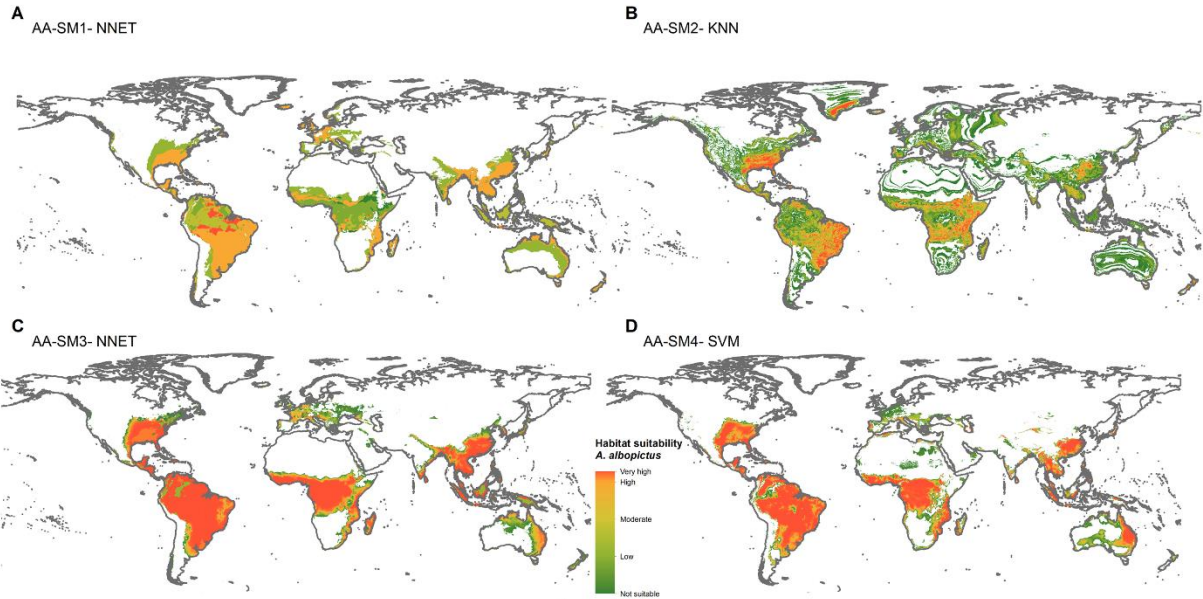 A
AA-SM1- NNET
B
AA-SM2- KNN
C
AA-SM3- NNET
D
AA-SM4- SVM
Habitat suitability
A. albopictus
Very high
High
Moderate
Low
Not suitable